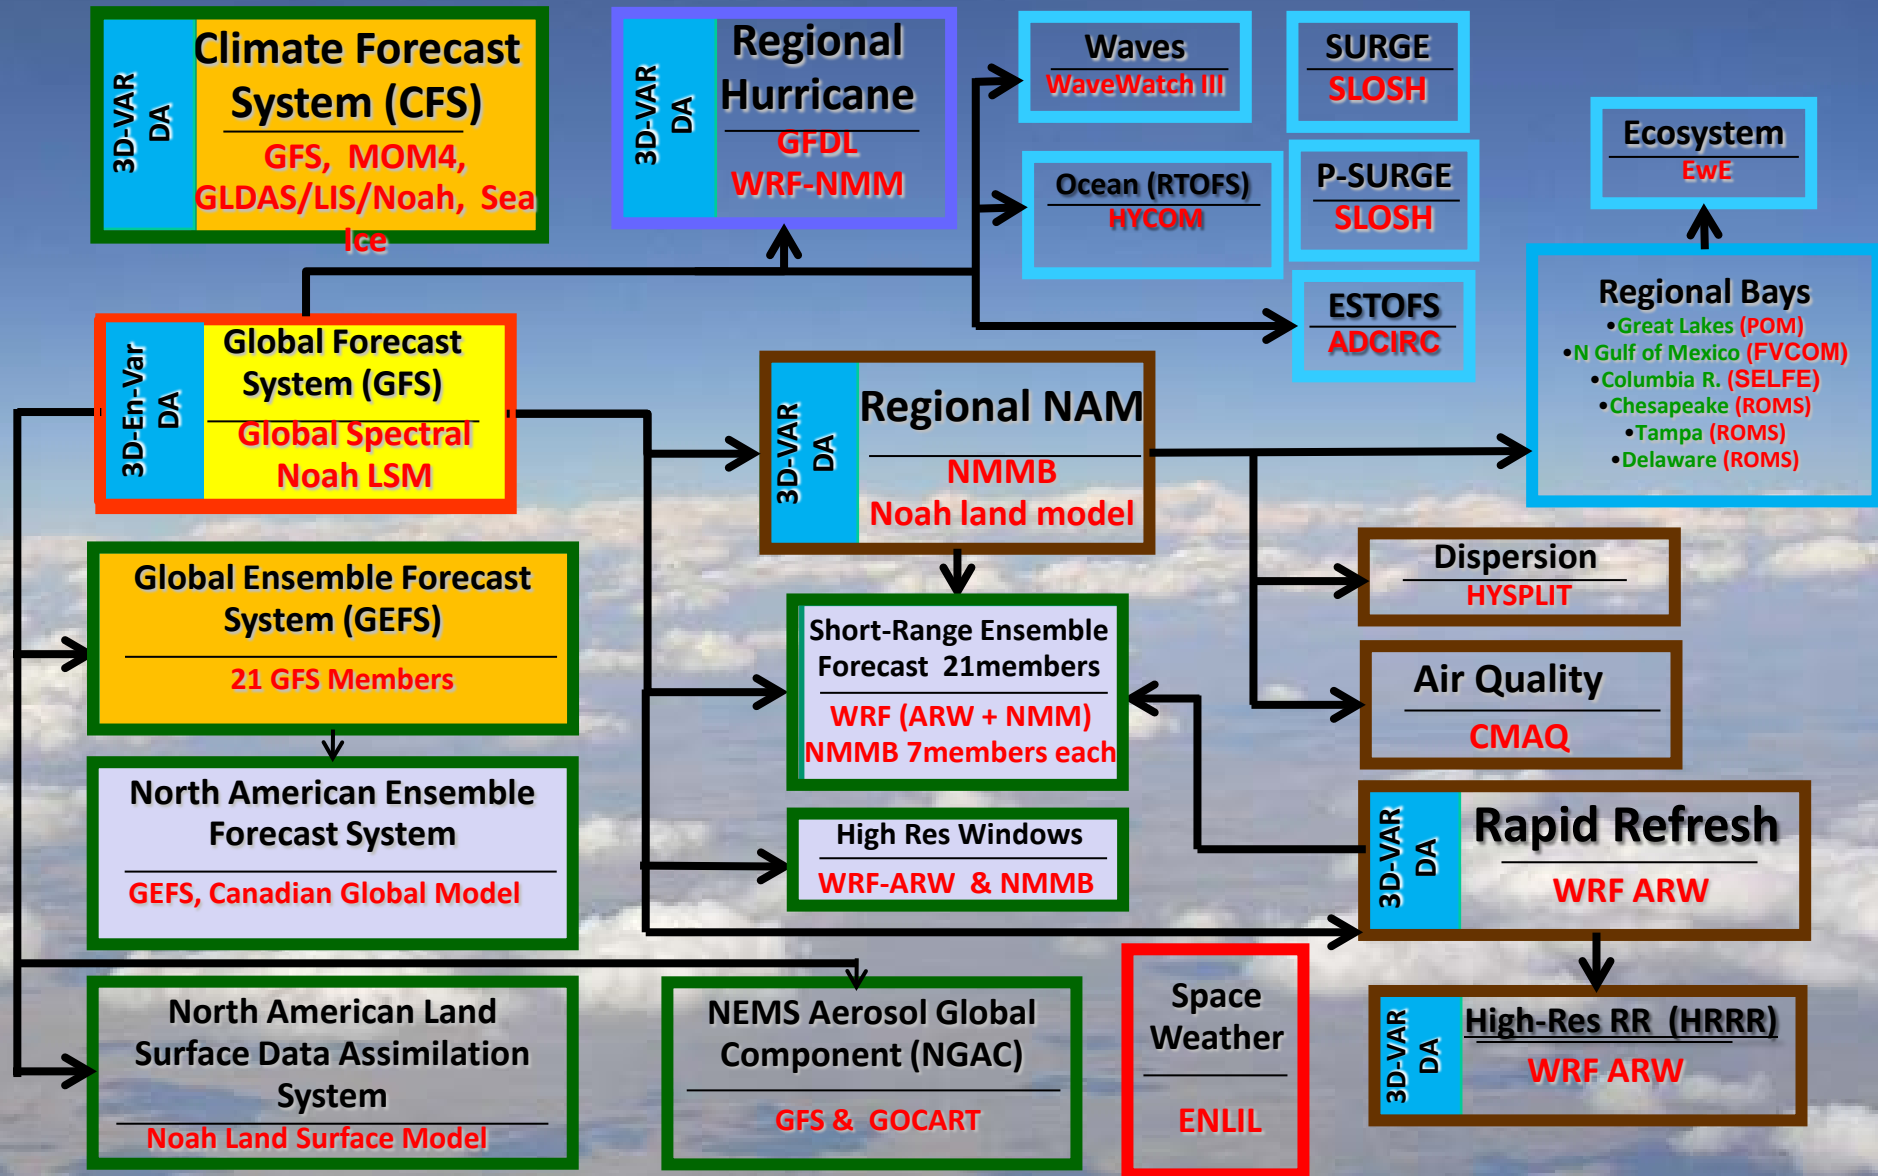 3D-VAR
DA
Climate Forecast
System (CFS)
GFS, MOM4,
GLDAS/LIS/Noah, Sea
Ice
3D-VAR
DA
Regional
Hurricane
GFDL
WRF-NMM
Waves
WaveWatch III
SURGE
SLOSH
Ocean (RTOFS)
HYCOM
P-SURGE
SLOSH
Ecosystem
EwE
ESTOFS
ADCIRC
Regional Bays
•Great Lakes (POM)
•N Gulf of Mexico (FVCOM)
•Columbia R. (SELFE)
•Chesapeake (ROMS)
•Tampa (ROMS)
•Delaware (ROMS)
3D-En-Var
DA
Global Forecast
System (GFS)
Global Spectral
Noah LSM
3D-VAR
DA
Regional NAM
NMMB
Noah land model
Global Ensemble Forecast
System (GEFS)
21 GFS Members
Short-Range Ensemble
Forecast 21members
WRF (ARW + NMM)
NMMB 7members each
Dispersion
HYSPLIT
Air Quality
CMAQ
North American Ensemble
Forecast System
GEFS, Canadian Global Model
High Res Windows
WRF-ARW & NMMB
3D-VAR
DA
Rapid Refresh
WRF ARW
North American Land
Surface Data Assimilation
System
Noah Land Surface Model
NEMS Aerosol Global
Component (NGAC)
GFS & GOCART
Space
Weather
ENLIL
3D-VAR
DA
High-Res RR (HRRR)
WRF ARW